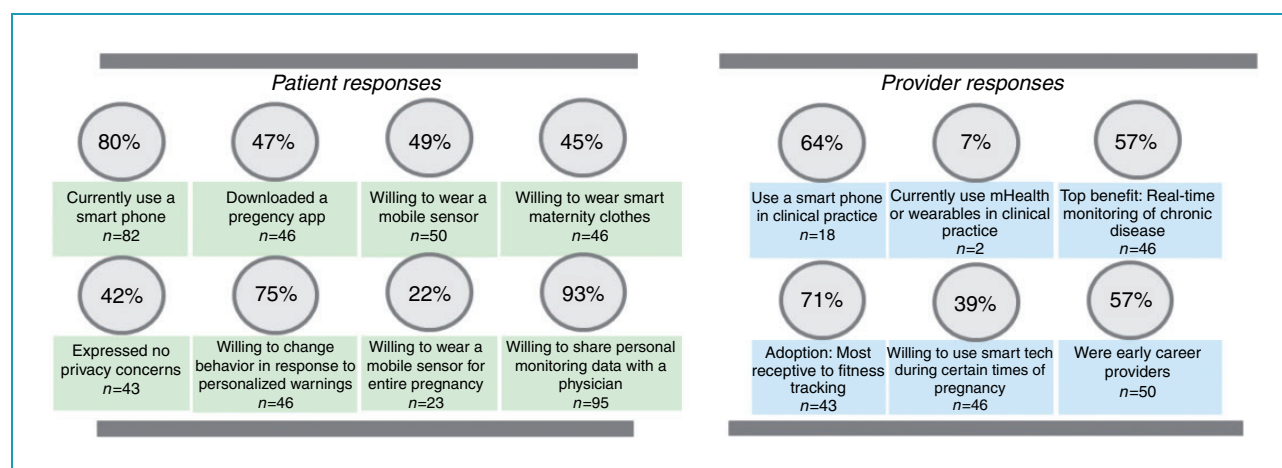 Patient responses
80%
47%
49%
45%
Currently use a
smart phone
n=82
Downloaded a
pregency app
n=46
Willing to wear a
mobile sensor
n=50
Willing to wear smart
maternity clothes
n=46
42%
75%
22%
93%
Expressed no
privacy concerns
n=43
Willing to change
behavior in response to
personalized warnings
n=46
Willing to wear a
mobile sensor for
entire pregnancy
n=23
Willing to share personal
monitoring data with a
physician
n=95
Provider responses
64%
7%
57%
Use a smart phone
in clinical practice
n=18
Currently use mHealth
or wearables in clinical
practice
n=2
Top benefit: Real-time
monitoring of chronic
disease
n=46
71%
39%
57%
Adoption: Most
receptive to fitness
tracking
n=43
Willing to use smart tech
during certain times of
pregnancy
n=46
Were early career
providers
n=50